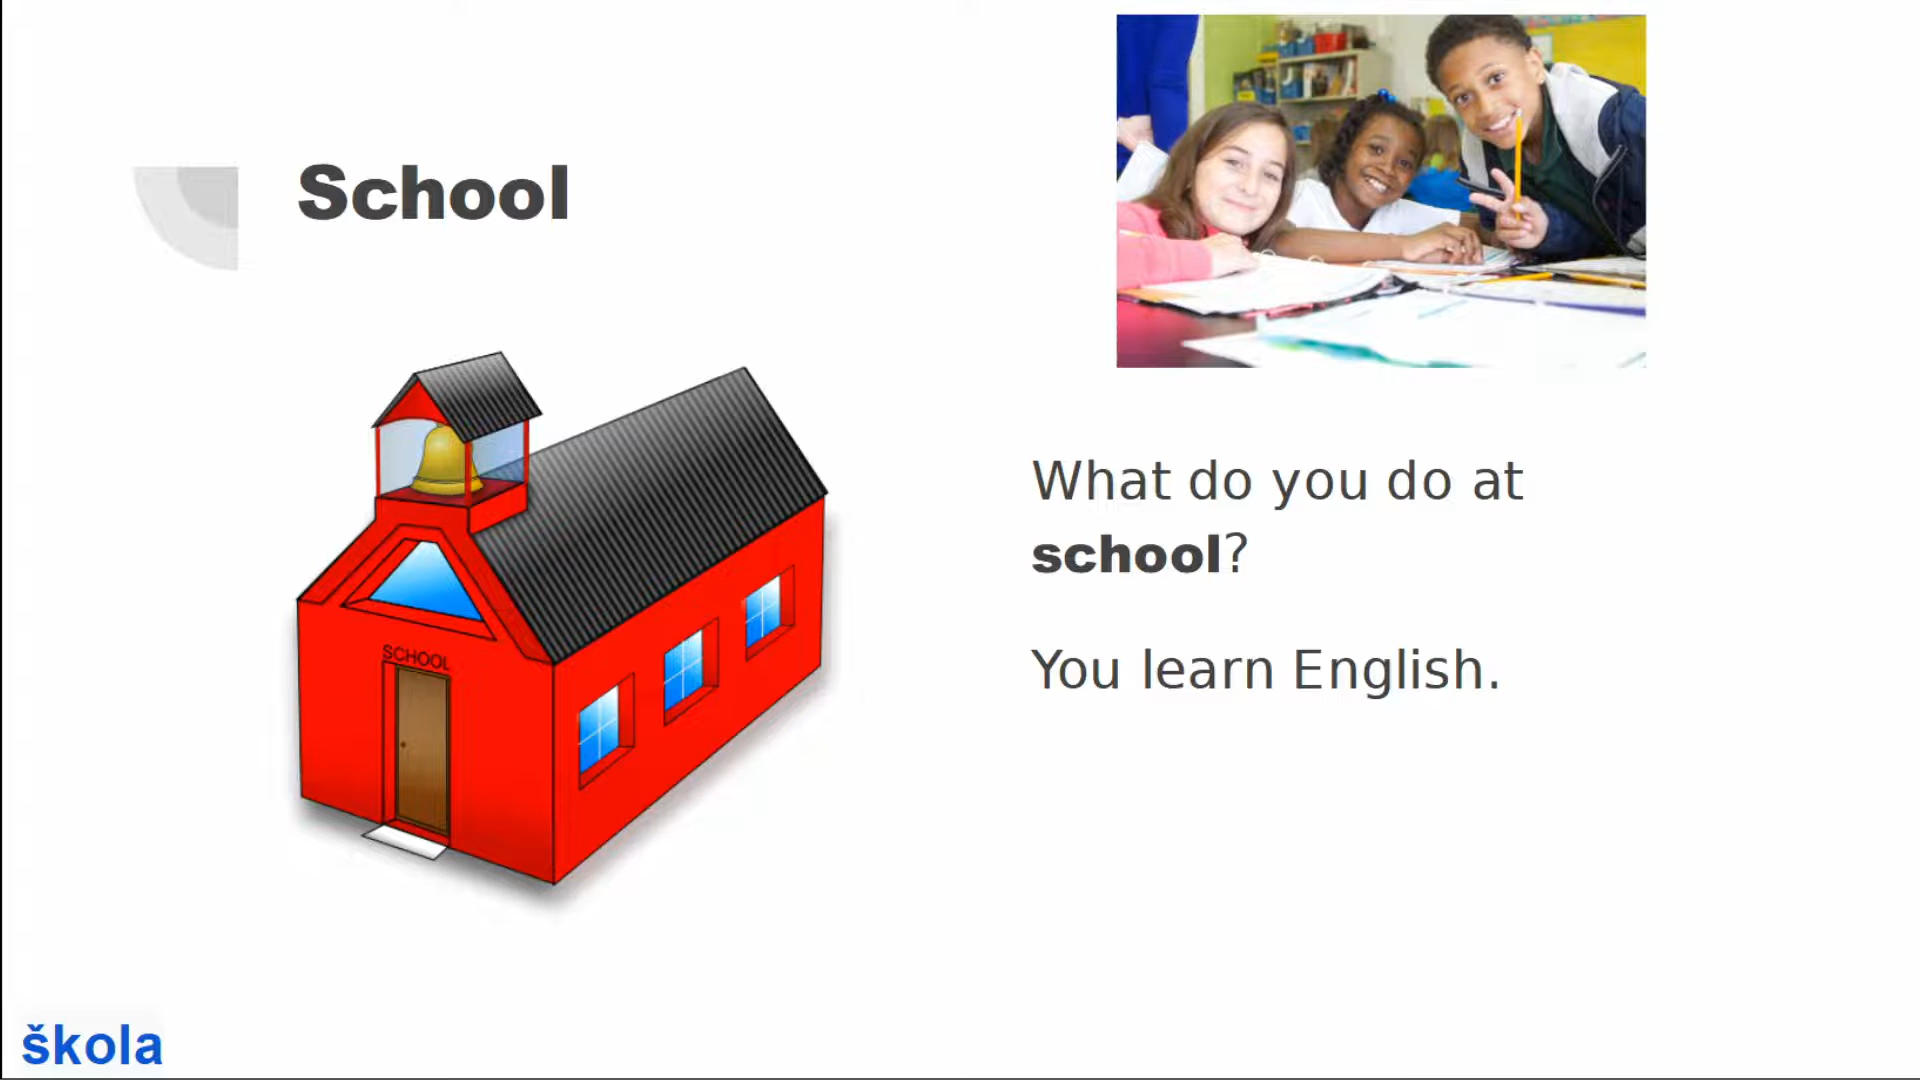 School
SCHOOL
What do you do at
school?
You learn English.
škola